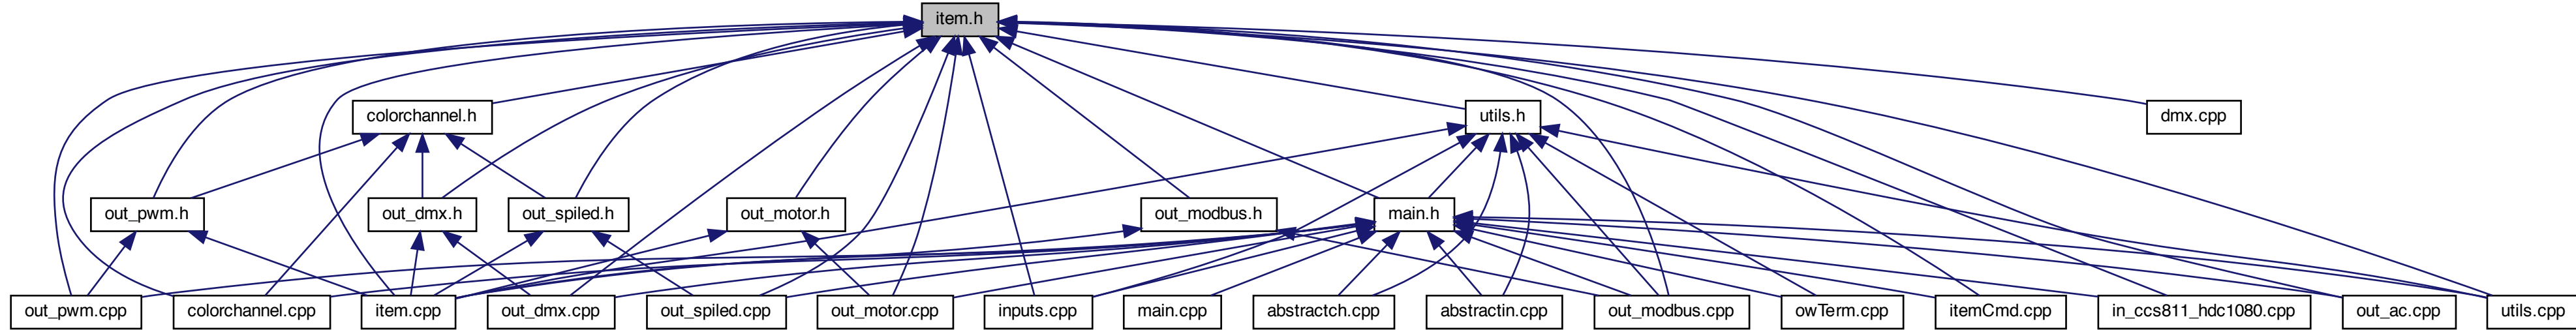 item.h
colorchannel.h
utils.h
dmx.cpp
out_pwm.h
out_dmx.h
out_spiled.h
out_motor.h
out_modbus.h
main.h
out_pwm.cpp
colorchannel.cpp
item.cpp
out_dmx.cpp
out_spiled.cpp
out_motor.cpp
inputs.cpp
main.cpp
abstractch.cpp
abstractin.cpp
out_modbus.cpp
owTerm.cpp
itemCmd.cpp
in_ccs811_hdc1080.cpp
out_ac.cpp
utils.cpp